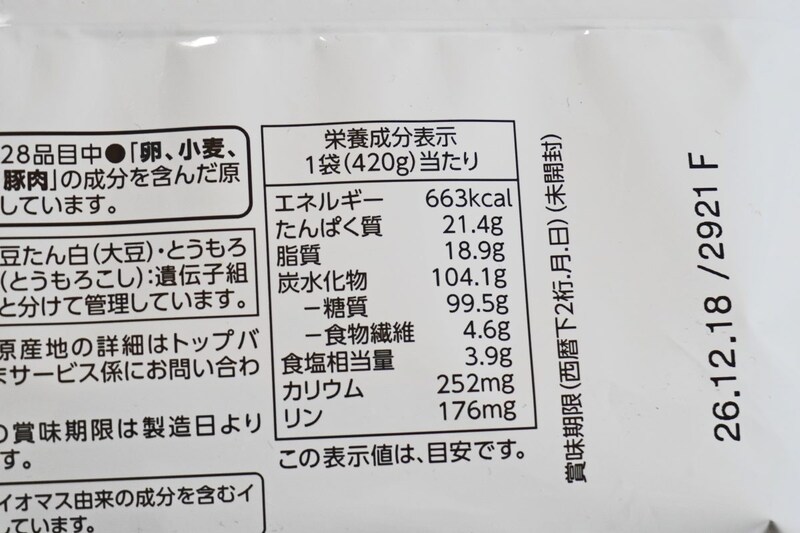 28品目中●「卵、小麦、
豚肉」の成分を含んだ原
しています。
豆たん白(大豆)・とうもろ
(とうもろこし):遺伝子組
と分けて管理しています。
原産地の詳細はトップバ
まサービス係にお問い合わ
の賞味期限は製造日より
す。
イオマス由来の成分を含むイ
しています。
栄養成分表示
1袋(420g)当たり
エネルギー 663kcal
たんぱく質 21.4g
脂質 18.9g
炭水化物 104.1g
－糖質 99.5g
－食物繊維 4.6g
食塩相当量 3.9g
カリウム 252mg
リン 176mg
この表示値は、目安です。
賞味期限(西暦下2桁.月.日)(未開封)
26.12.18 /2921 F